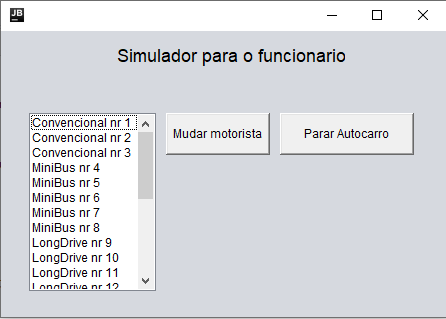 JB
Simulador para o funcionario
Convencional nr 1
Convencional nr 2
Convencional nr 3
MiniBus nr 4
MiniBus nr 5
MiniBus nr 6
MiniBus nr 7
MiniBus nr 8
LongDrive nr 9
LongDrive nr 10
LongDrive nr 11
LongDrive nr 12
Mudar motorista
Parar Autocarro